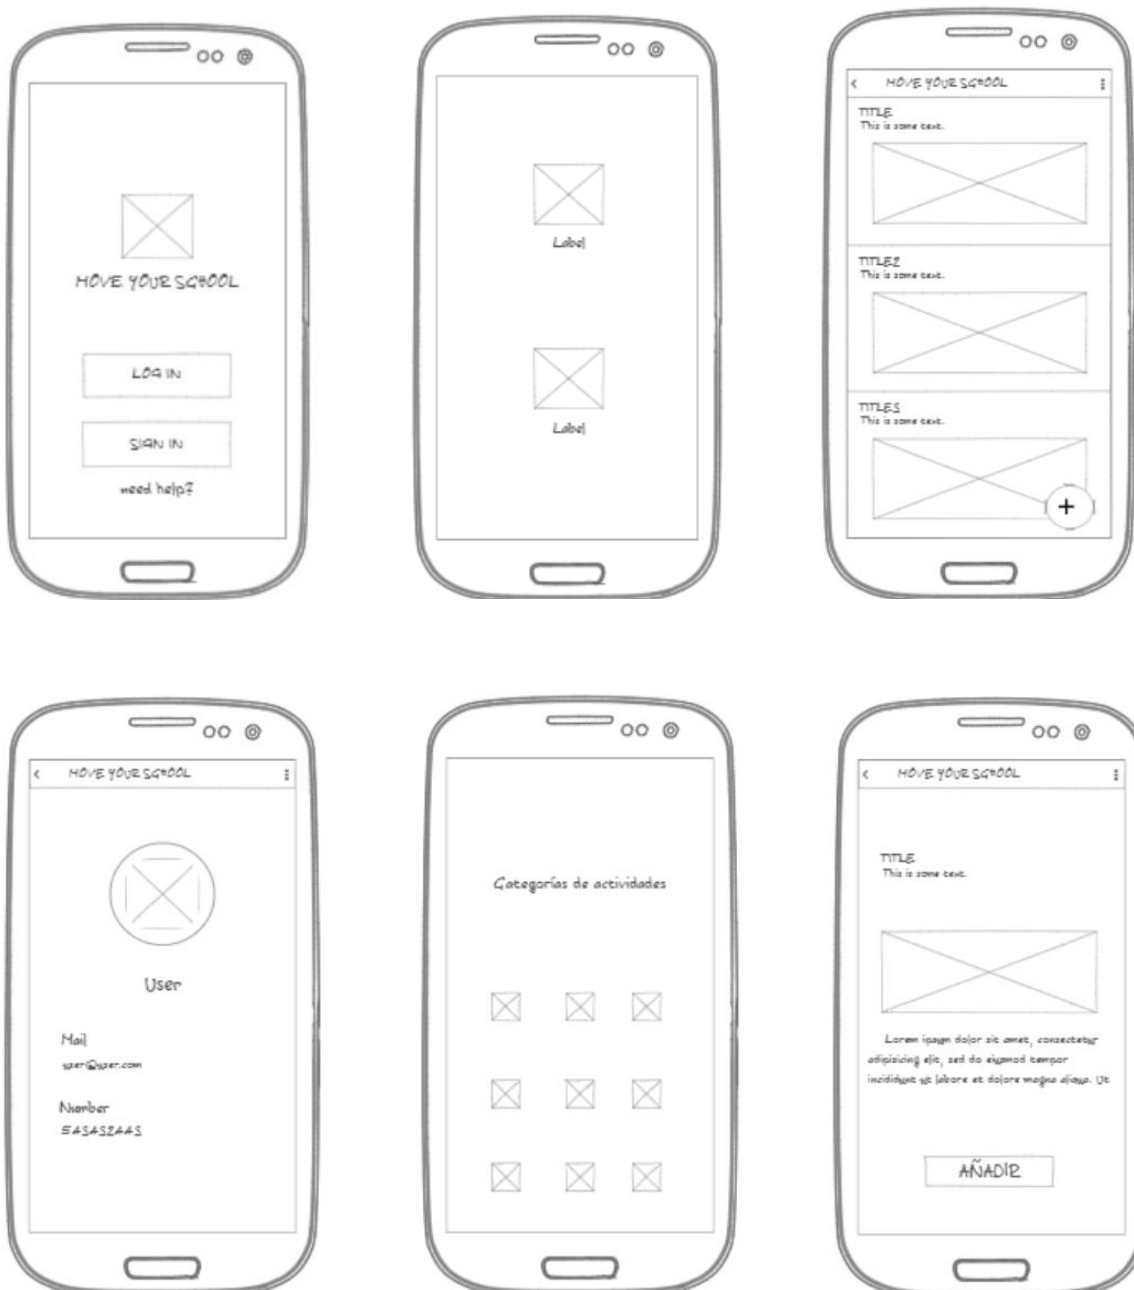 MOVE YOUR SCHOOL
LOG IN
SIGN IN
need help?
Label
Label
MOVE YOUR SCHOOL
TITLE
This is some text.
TITLE2
This is some text.
TITLE3
This is some text.
+
MOVE YOUR SCHOOL
User
Mail
user@user.com
Number
Categorías de actividades
MOVE YOUR SCHOOL
TITLE
This is some text.
Lorem ipsum dolor sit amet, consectetur
adipisicing elit, sed do eiusmod tempor
incididunt ut labore et dolore magna aliqua. Ut
AÑADIR